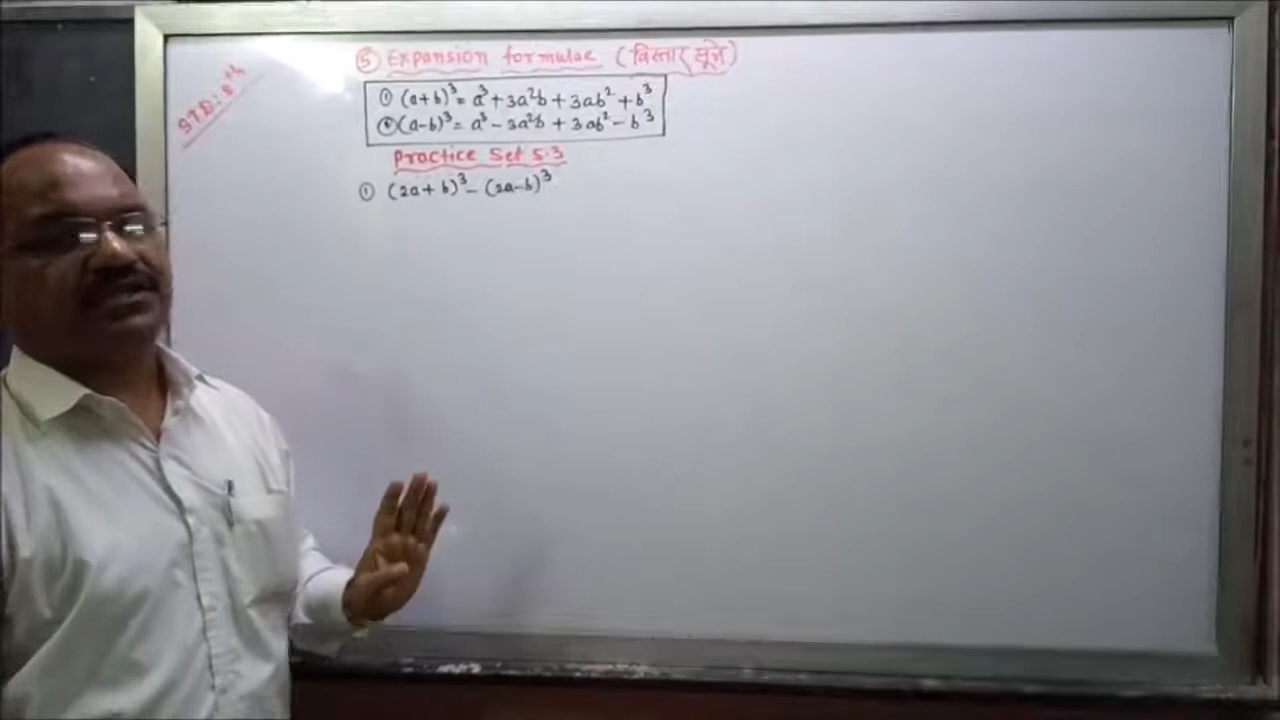 STD: 8th
⑤ Expansion formulae (विस्तार सूत्रे)
① (a+b)³ = a³ + 3a²b + 3ab² + b³
② (a-b)³ = a³ - 3a²b + 3ab² - b³
Practice Set 5.3
① (2a+b)³ - (2a-b)³